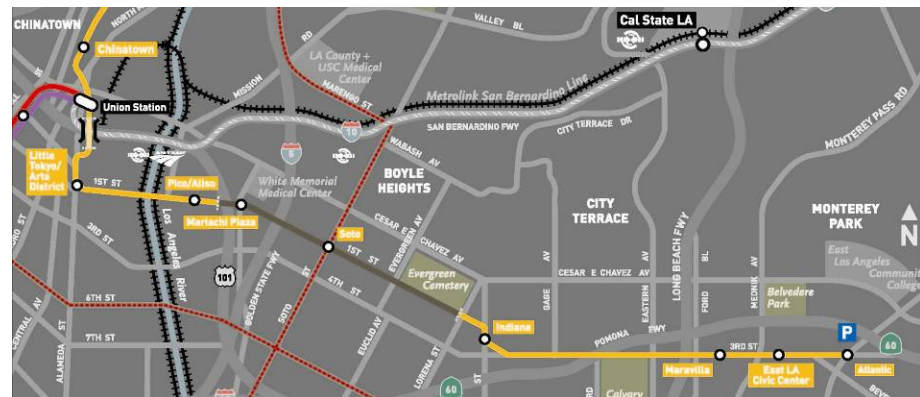 CHINATOWN
Chinatown
VALLEY BL
Cal State LA
MISSION
RD
LA County +
USC Medical
Center
MARENGO ST
Metrolink San Bernardino Line
Union Station
SAN BERNARDINO FWY
CITY TERRACE DR
MONTEREY PASS RD
10
5
WABASH AV
Little
Tokyo/
Arts
District
1ST ST
Pico/Aliso
Mariachi Plaza
White Memorial
Medical Center
BOYLE
HEIGHTS
CITY
TERRACE
MONTEREY
PARK
N
3RD ST
Los Angeles River
101
GOLDEN STATE FWY
Soto
CESAR E CHAVEZ AV
1ST ST
4TH ST
EVERGREEN AV
Evergreen
Cemetery
CESAR E CHAVEZ AV
LONG BEACH FWY
East
Los Angeles
Community
College
6TH ST
7TH ST
CENTRAL AV
ALAMEDA ST
SOTO ST
EUCLID AV
LORENA ST
Indiana
ST
GAGE AV
EASTERN AV
FORD BL
MEDNIK AV
Belvedere
Park
POMONA FWY
3RD ST
P
60
Maravilla
East LA
Civic Center
Atlantic
60
Calvary